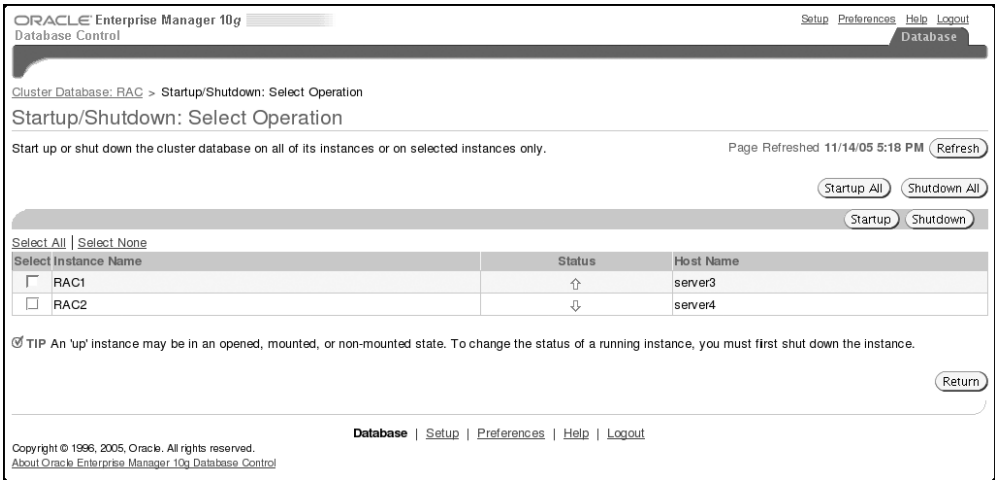 ORACLE Enterprise Manager 10g
Database Control
Setup Preferences Help Logout
Database
Cluster Database: RAC > Startup/Shutdown: Select Operation
Startup/Shutdown: Select Operation
Start up or shut down the cluster database on all of its instances or on selected instances only.
Page Refreshed 11/14/05 5:18 PM Refresh
Startup All Shutdown All
Startup Shutdown
Select All | Select None
Select Instance Name Status Host Name
RAC1 server3
RAC2 server4
TIP An 'up' instance may be in an opened, mounted, or non-mounted state. To change the status of a running instance, you must first shut down the instance.
Return
Database | Setup | Preferences | Help | Logout
Copyright © 1996, 2005, Oracle. All rights reserved.
About Oracle Enterprise Manager 10g Database Control